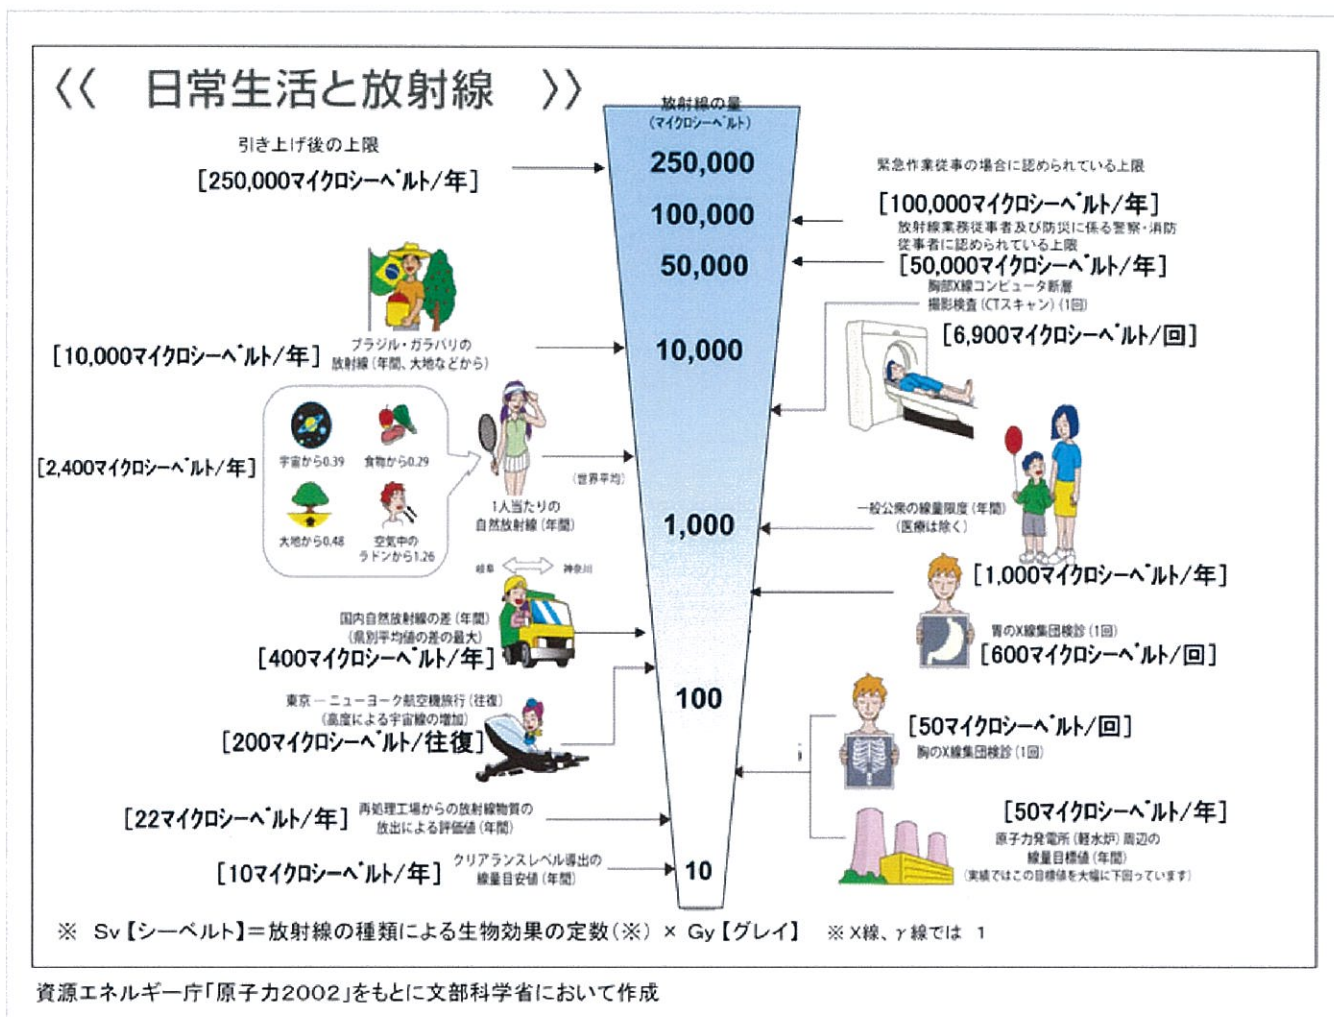 《 日常生活と放射線 》
放射線の量
(マイクロシーベルト)
250,000
100,000
50,000
10,000
1,000
100
10
引き上げ後の上限
[250,000マイクロシーベルト/年]
ブラジル・ガラパリの
放射線(年間、大地などから)
[10,000マイクロシーベルト/年]
宇宙から0.39
食物から0.29
大地から0.48
空気中の
ラドンから1.26
[2,400マイクロシーベルト/年]
(世界平均)
1人当たりの
自然放射線(年間)
岐阜
神奈川
国内自然放射線の差(年間)
(県別平均値の差の最大)
[400マイクロシーベルト/年]
東京―ニューヨーク航空機旅行(往復)
(高度による宇宙線の増加)
[200マイクロシーベルト/往復]
[22マイクロシーベルト/年]
再処理工場からの放射線物質の
放出による評価値(年間)
[10マイクロシーベルト/年]
クリアランスレベル導出の
線量目安値(年間)
緊急作業従事の場合に認められている上限
[100,000マイクロシーベルト/年]
放射線業務従事者及び防災に係る警察・消防
従事者に認められている上限
[50,000マイクロシーベルト/年]
胸部X線コンピュータ断層
撮影検査(CTスキャン)(1回)
[6,900マイクロシーベルト/回]
一般公衆の線量限度(年間)
(医療は除く)
[1,000マイクロシーベルト/年]
胃のX線集団検診(1回)
[600マイクロシーベルト/回]
[50マイクロシーベルト/回]
胸のX線集団検診(1回)
[50マイクロシーベルト/年]
原子力発電所(軽水炉)周辺の
線量目標値(年間)
(実績ではこの目標値を大幅に下回っています)
※ Sv【シーベルト】=放射線の種類による生物効果の定数(※) × Gy【グレイ】 ※ X線、γ線では 1
資源エネルギー庁「原子力2002」をもとに文部科学省において作成